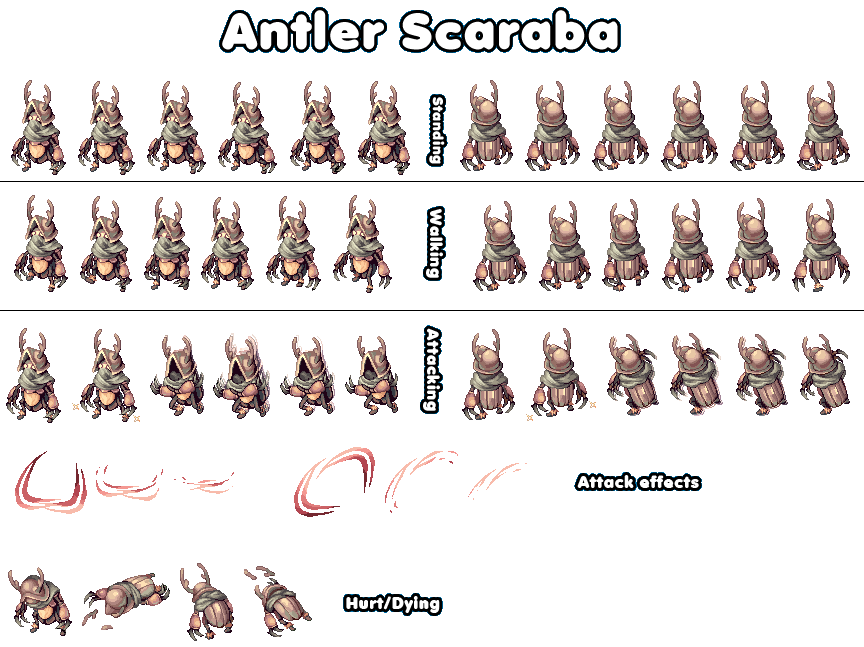 Antler Scaraba
Standing
Walking
Attacking
Attack effects
Hurt/Dying